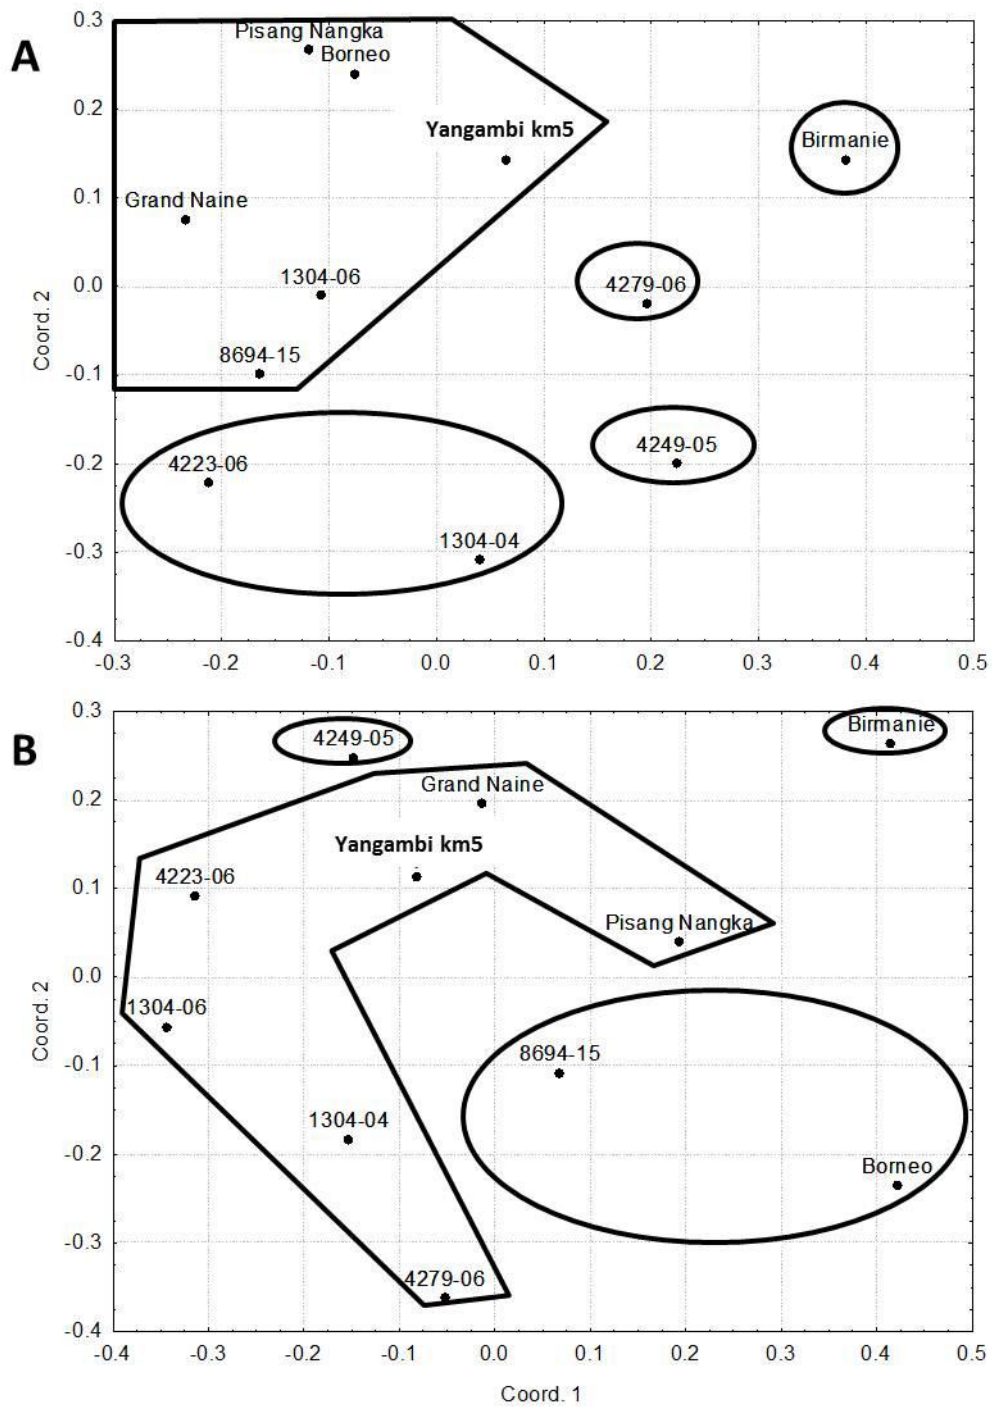 A
0.3
Pisang Nangka
Borneo
0.2
Yangambi km5
Birmanie
0.1
Grand Naine
0.0
1304-06
4279-06
Coord. 2
8694-15
-0.1
4249-05
-0.2
4223-06
1304-04
-0.3
-0.4
-0.3 -0.2 -0.1 0.0 0.1 0.2 0.3 0.4 0.5
B
0.3
4249-05
Birmanie
Grand Naine
0.2
Yangambi km5
4223-06
0.1
Pisang Nangka
0.0
1304-06
Coord. 2
8694-15
-0.1
1304-04
-0.2
Borneo
-0.3
4279-06
-0.4
-0.4 -0.3 -0.2 -0.1 0.0 0.1 0.2 0.3 0.4 0.5
Coord. 1